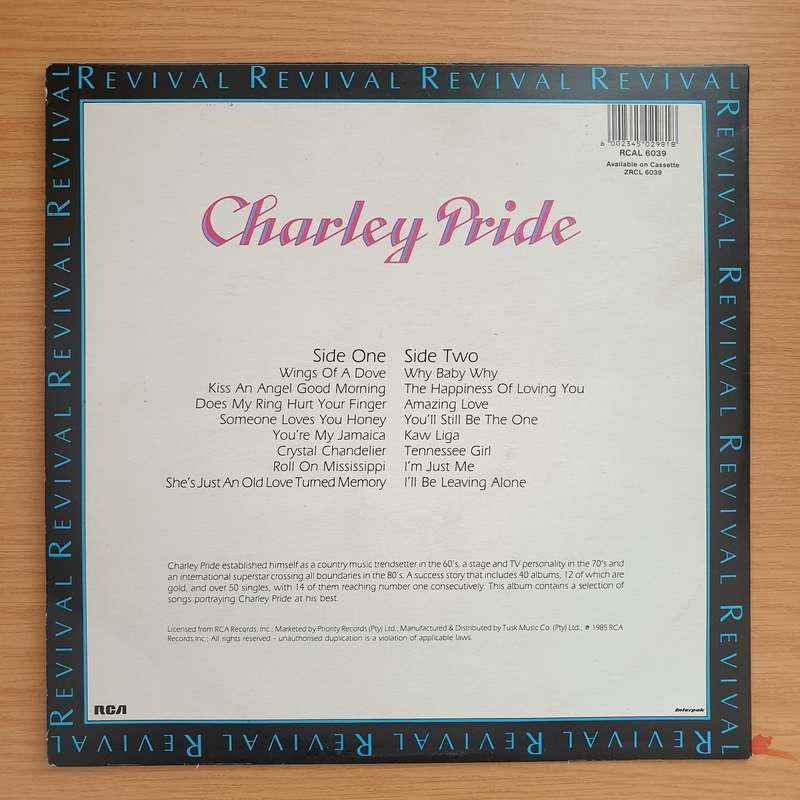 REVIVAL REVIVAL REVIVAL REVIVAL
REVIVAL REVIVAL REVIVAL REVIVAL
REVIVAL REVIVAL REVIVAL REVIVAL
6 002345 029818
RCAL 6039
Available on Cassette
ZRCL 6039
Charley Pride
Side One Side Two
Wings Of A Dove Why Baby Why
Kiss An Angel Good Morning The Happiness Of Loving You
Does My Ring Hurt Your Finger Amazing Love
Someone Loves You Honey You'll Still Be The One
You're My Jamaica Kaw Liga
Crystal Chandelier Tennessee Girl
Roll On Mississippi I'm Just Me
She's Just An Old Love Turned Memory I'll Be Leaving Alone
Charley Pride established himself as a country music trendsetter in the 60's, a stage and TV personality in the 70's and
an international superstar crossing all boundaries in the 80's. A success story that includes 40 albums, 12 of which are
gold, and over 50 singles, with 14 of them reaching number one consecutively. This album contains a selection of
songs portraying Charley Pride at his best.
Licensed from RCA Records, Inc.; Marketed by Priority Records (Pty) Ltd.; Manufactured & Distributed by Tusk Music Co. (Pty) Ltd.; ℗ 1985 RCA
Records,Inc.; All rights reserved - unauthorised duplication is a violation of applicable laws.
RCA
Interpak
REVIVAL REVIVAL REVIVAL REVIVAL